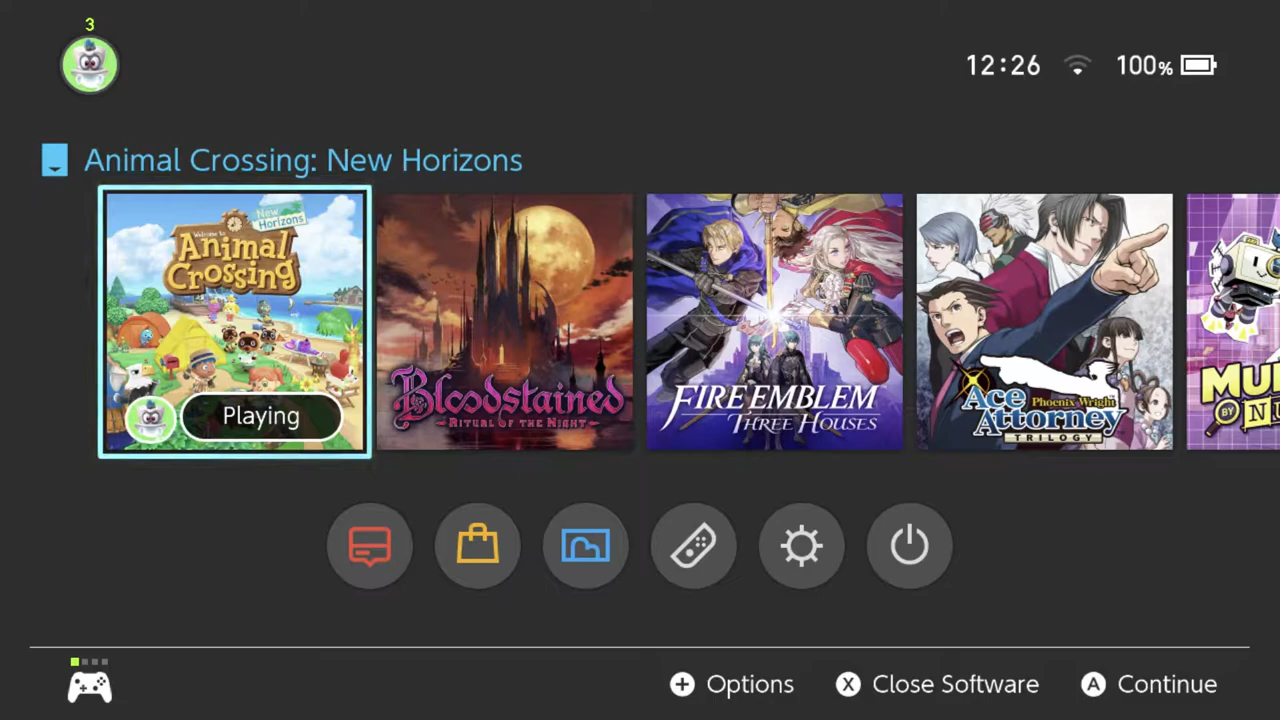 3
12:26 100%
Animal Crossing: New Horizons
New
Horizons
Welcome to
Animal
Crossing
Playing
Bloodstained
RITUAL OF THE NIGHT
FIRE EMBLEM
THREE HOUSES
Ace Phoenix Wright
Attorney
TRILOGY
BY
+ Options X Close Software A Continue